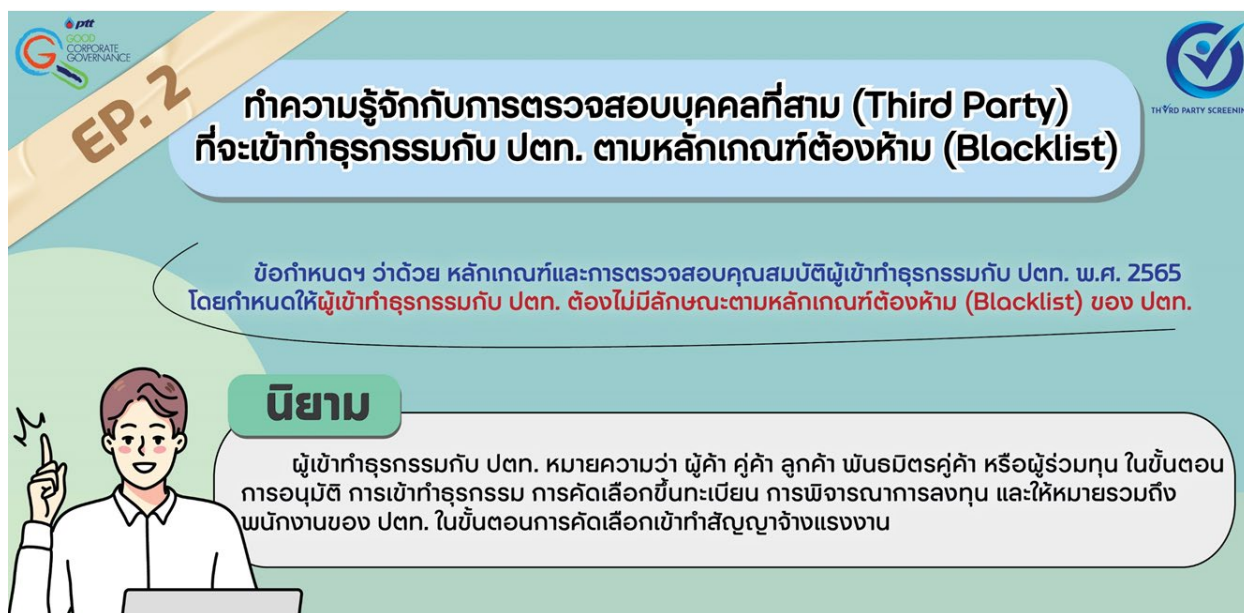 ptt
GOOD
CORPORATE
GOVERNANCE
EP. 2
ทำความรู้จักกับการตรวจสอบบุคคลที่สาม (Third Party)
ที่จะเข้าทำธุรกรรมกับ ปตท. ตามหลักเกณฑ์ต้องห้าม (Blacklist)
TH RD PARTY SCREENIN
ข้อกำหนดฯ ว่าด้วย หลักเกณฑ์และการตรวจสอบคุณสมบัติผู้เข้าทำธุรกรรมกับ ปตท. พ.ศ. 2565
โดยกำหนดให้ผู้เข้าทำธุรกรรมกับ ปตท. ต้องไม่มีลักษณะตามหลักเกณฑ์ต้องห้าม (Blacklist) ของ ปตท.
นิยาม
ผู้เข้าทำธุรกรรมกับ ปตท. หมายความว่า ผู้ค้า คู่ค้า ลูกค้า พันธมิตรคู่ค้า หรือผู้ร่วมทุน ในขั้นตอน
การอนุมัติ การเข้าทำธุรกรรม การคัดเลือกขึ้นทะเบียน การพิจารณาการลงทุน และให้หมายรวมถึง
พนักงานของ ปตท. ในขั้นตอนการคัดเลือกเข้าทำสัญญาจ้างแรงงาน